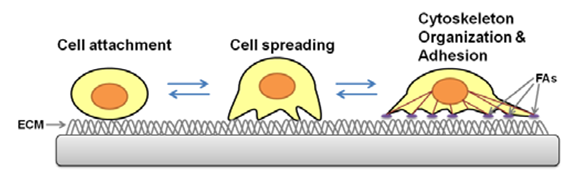 Cell attachment
Cell spreading
Cytoskeleton
Organization &
Adhesion
FAs
ECM